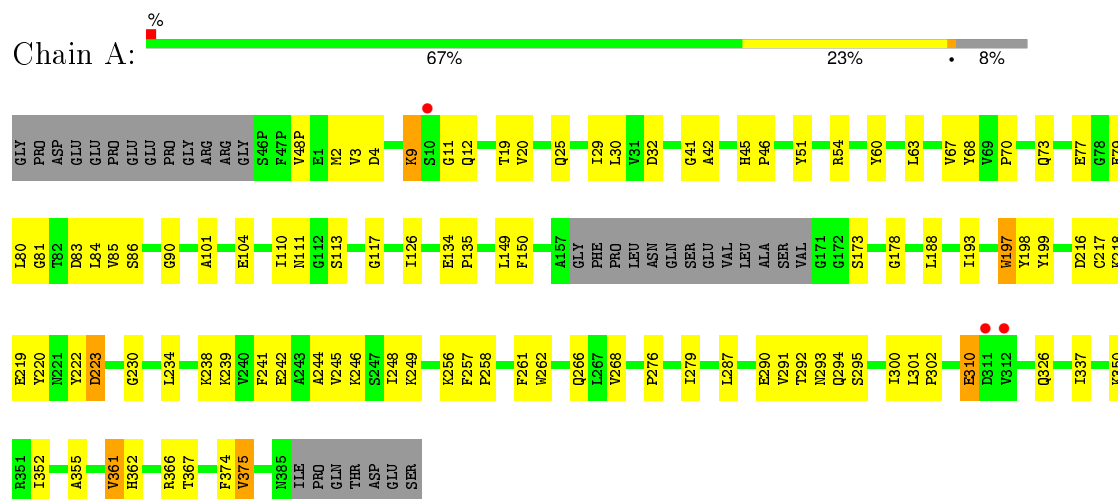 %
Chain A:
67% 23% • 8%
GLY PRO ASP GLU GLU PRO GLU GLU PRO GLY ARG ARG GLY S46P F47P V48P E1 M2 V3 D4 K9 S10 G11 Q12 T19 V20 Q25 I29 L30 V31 D32 G41 A42 H45 P46 Y51 R54 Y60 L63 V67 Y68 V69 P70 Q73 E77 G78 E79
L80 G81 T82 D83 L84 V85 S86 G90 A101 E104 I110 N111 G112 S113 G117 I126 E134 P135 L149 F150 A157 GLY PHE PRO LEU ASN GLN SER GLU VAL LEU ALA SER VAL G171 G172 S173 G178 L188 I193 W197 Y198 Y199 D216 C217 K218
E219 Y220 N221 Y222 D223 G230 L234 K238 K239 V240 F241 E242 A243 A244 V245 K246 S247 I248 K249 K256 F257 P258 F261 W262 Q266 L267 V268 P276 I279 L287 E290 V291 T292 N293 Q294 S295 I300 L301 P302 E310 D311 V312 Q326 I337 K350
R351 I352 A355 V361 H362 R366 T367 F374 V375 N385 ILE PRO GLN THR ASP GLU SER